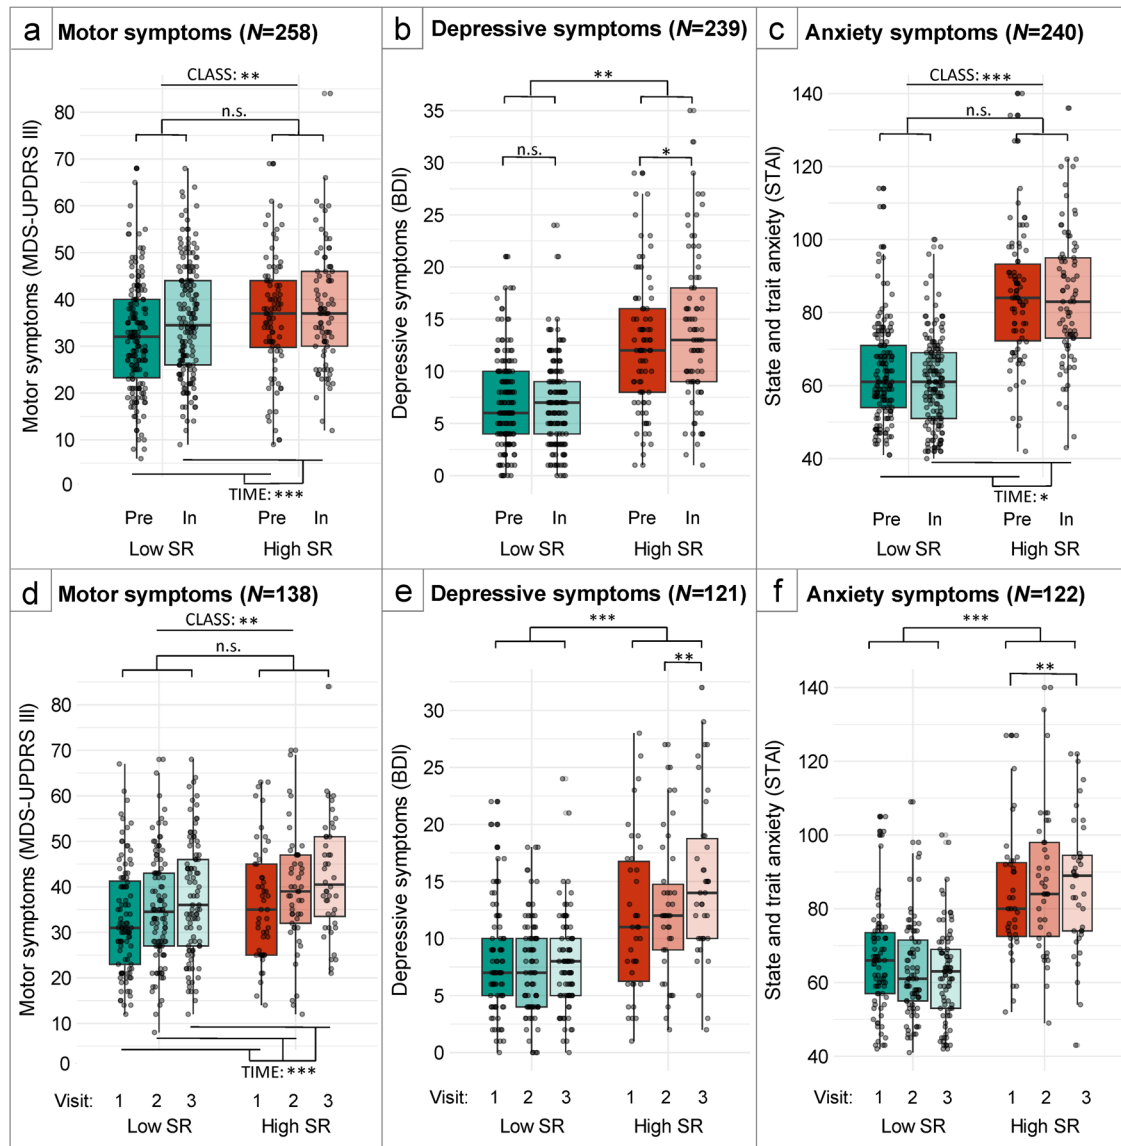 a Motor symptoms (N=258)
CLASS: **
n.s.
Motor symptoms (MDS-UPDRS III)
80
70
60
50
40
30
20
10
0
TIME: ***
Pre In Pre In
Low SR High SR
b Depressive symptoms (N=239)
**
n.s. *
Depressive symptoms (BDI)
35
30
25
20
15
10
5
0
Pre In Pre In
Low SR High SR
c Anxiety symptoms (N=240)
CLASS: ***
n.s.
State and trait anxiety (STAI)
140
120
100
80
60
40
TIME: *
Pre In Pre In
Low SR High SR
d Motor symptoms (N=138)
CLASS: **
n.s.
Motor symptoms (MDS-UPDRS III)
80
70
60
50
40
30
20
10
0
TIME: ***
Visit: 1 2 3 1 2 3
Low SR High SR
e Depressive symptoms (N=121)
***
**
Depressive symptoms (BDI)
30
25
20
15
10
5
0
1 2 3 1 2 3
Low SR High SR
f Anxiety symptoms (N=122)
***
**
State and trait anxiety (STAI)
140
120
100
80
60
40
1 2 3 1 2 3
Low SR High SR